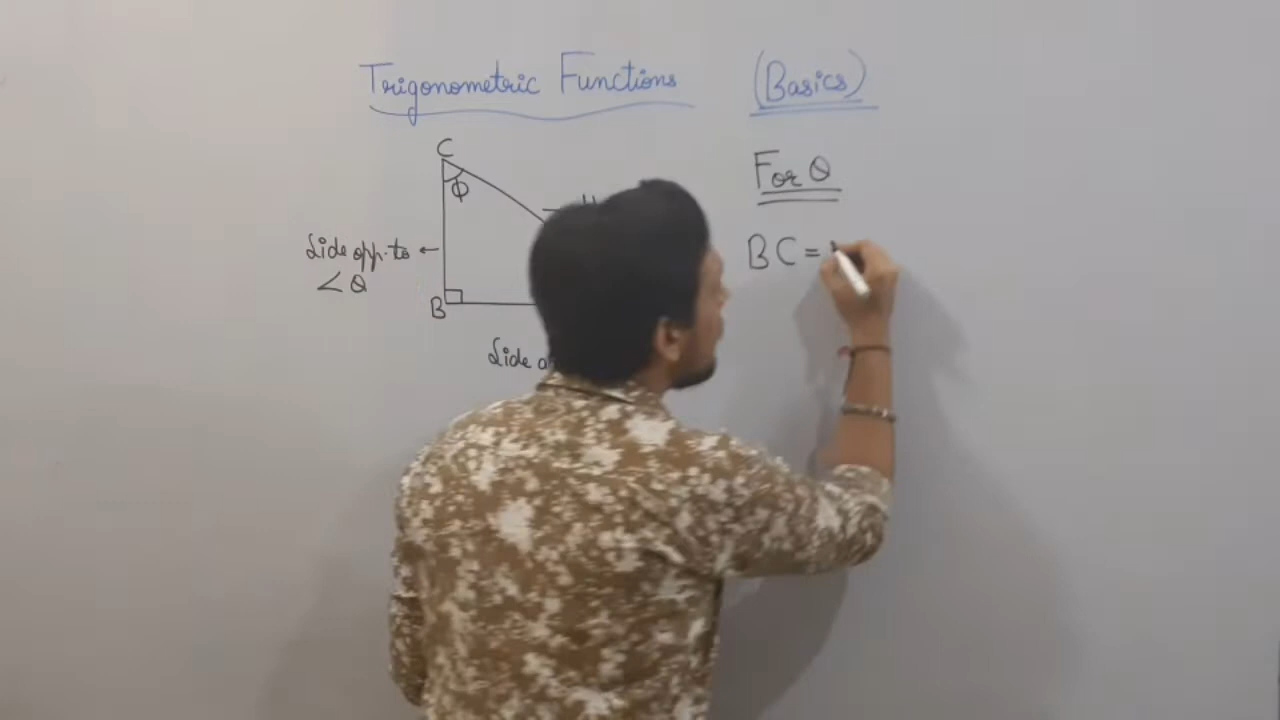 Trigonometric Functions (Basics)
C
ϕ
For θ
Side opp. to
∠θ
BC =
B
Side